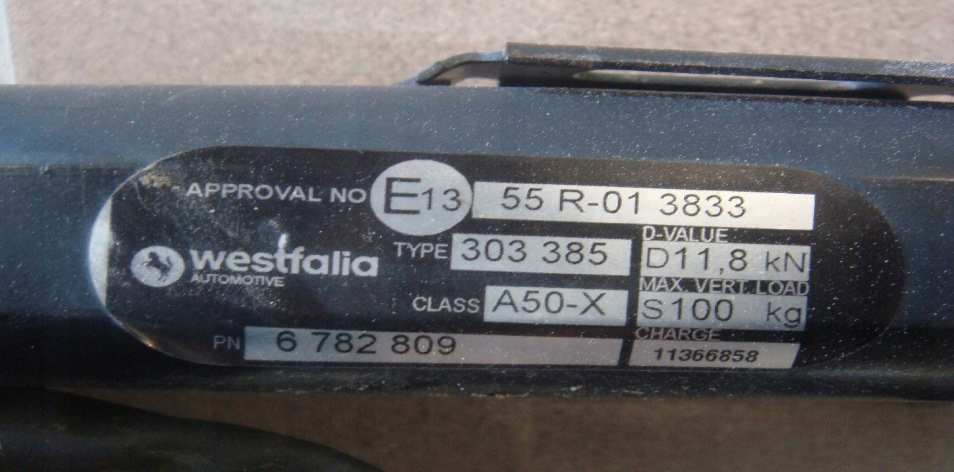 APPROVAL NO E13 55 R-01 3833
westfalia
AUTOMOTIVE
TYPE 303 385
D-VALUE
D11,8 kN
CLASS A50-X
MAX. VERT. LOAD
S100 kg
PN 6 782 809
CHARGE
11366858